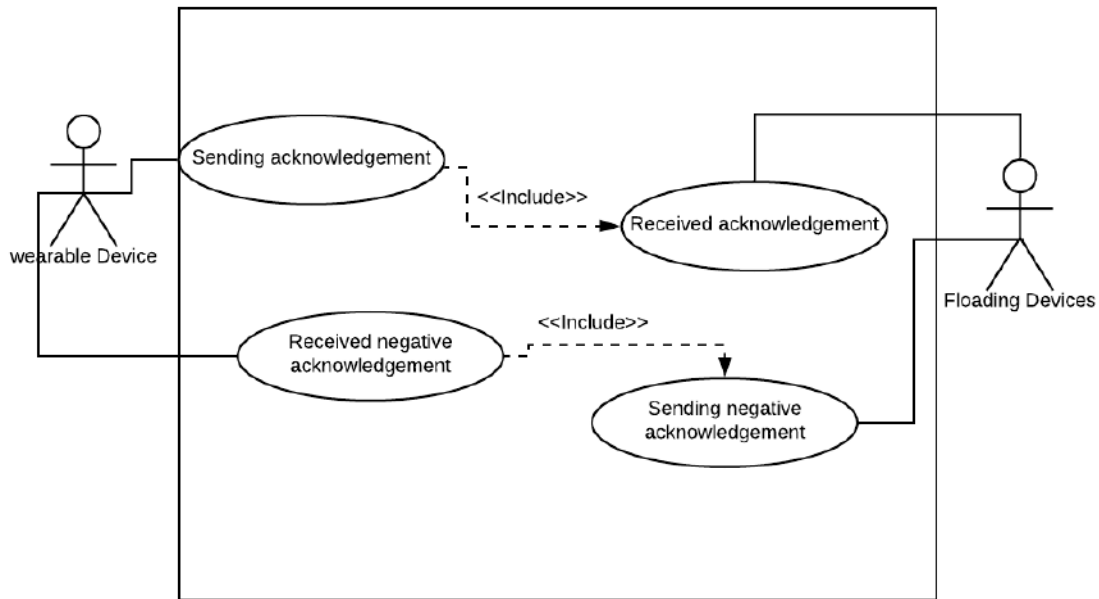 Sending acknowledgement
<<Include>>
Received acknowledgement
wearable Device
Floading Devices
<<Include>>
Received negative
acknowledgement
Sending negative
acknowledgement